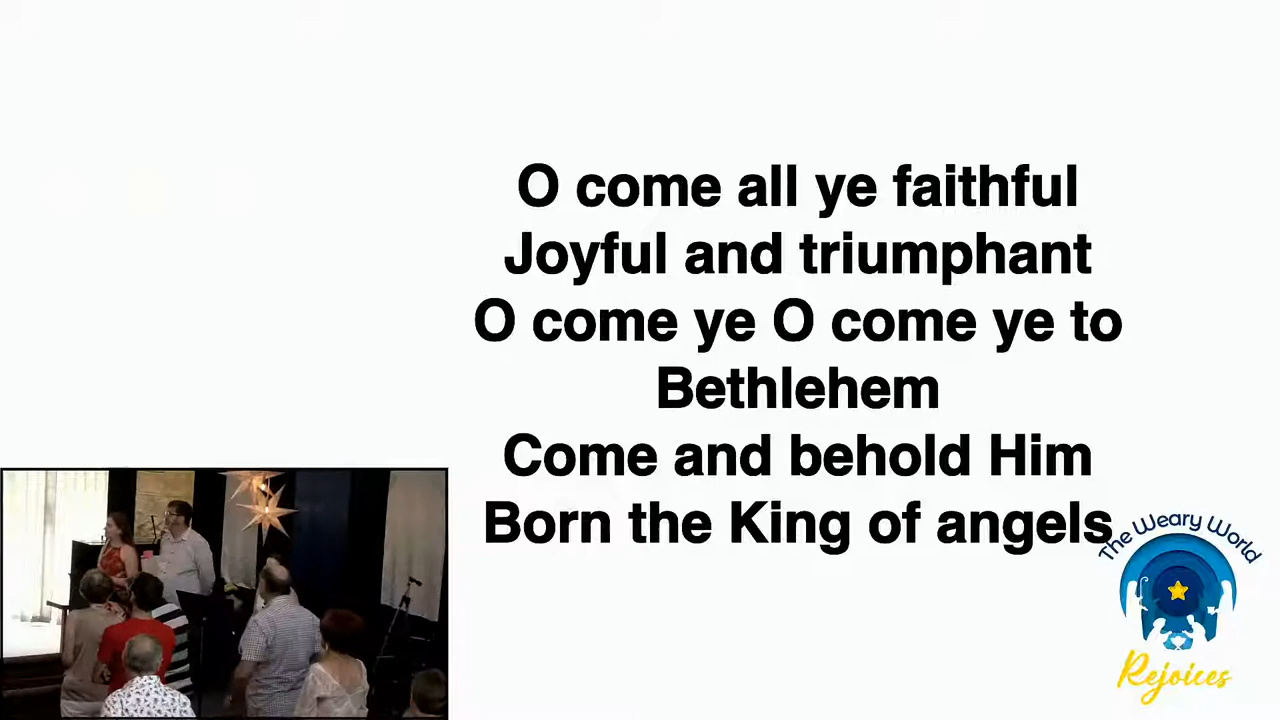 O come all ye faithful
Joyful and triumphant
O come ye O come ye to
Bethlehem
Come and behold Him
Born the King of angels
The Weary World
Rejoices